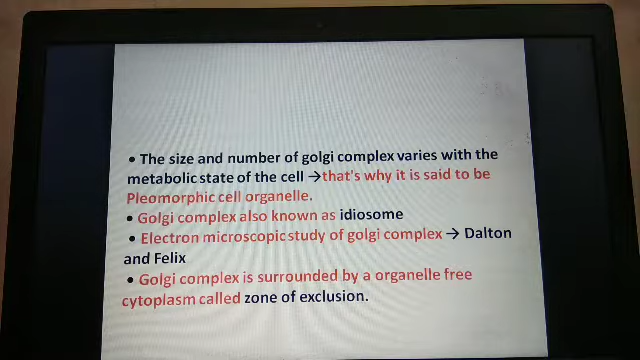 • The size and number of golgi complex varies with the
metabolic state of the cell →that's why it is said to be
Pleomorphic cell organelle.
• Golgi complex also known as idiosome
• Electron microscopic study of golgi complex → Dalton
and Felix
• Golgi complex is surrounded by a organelle free
cytoplasm called zone of exclusion.